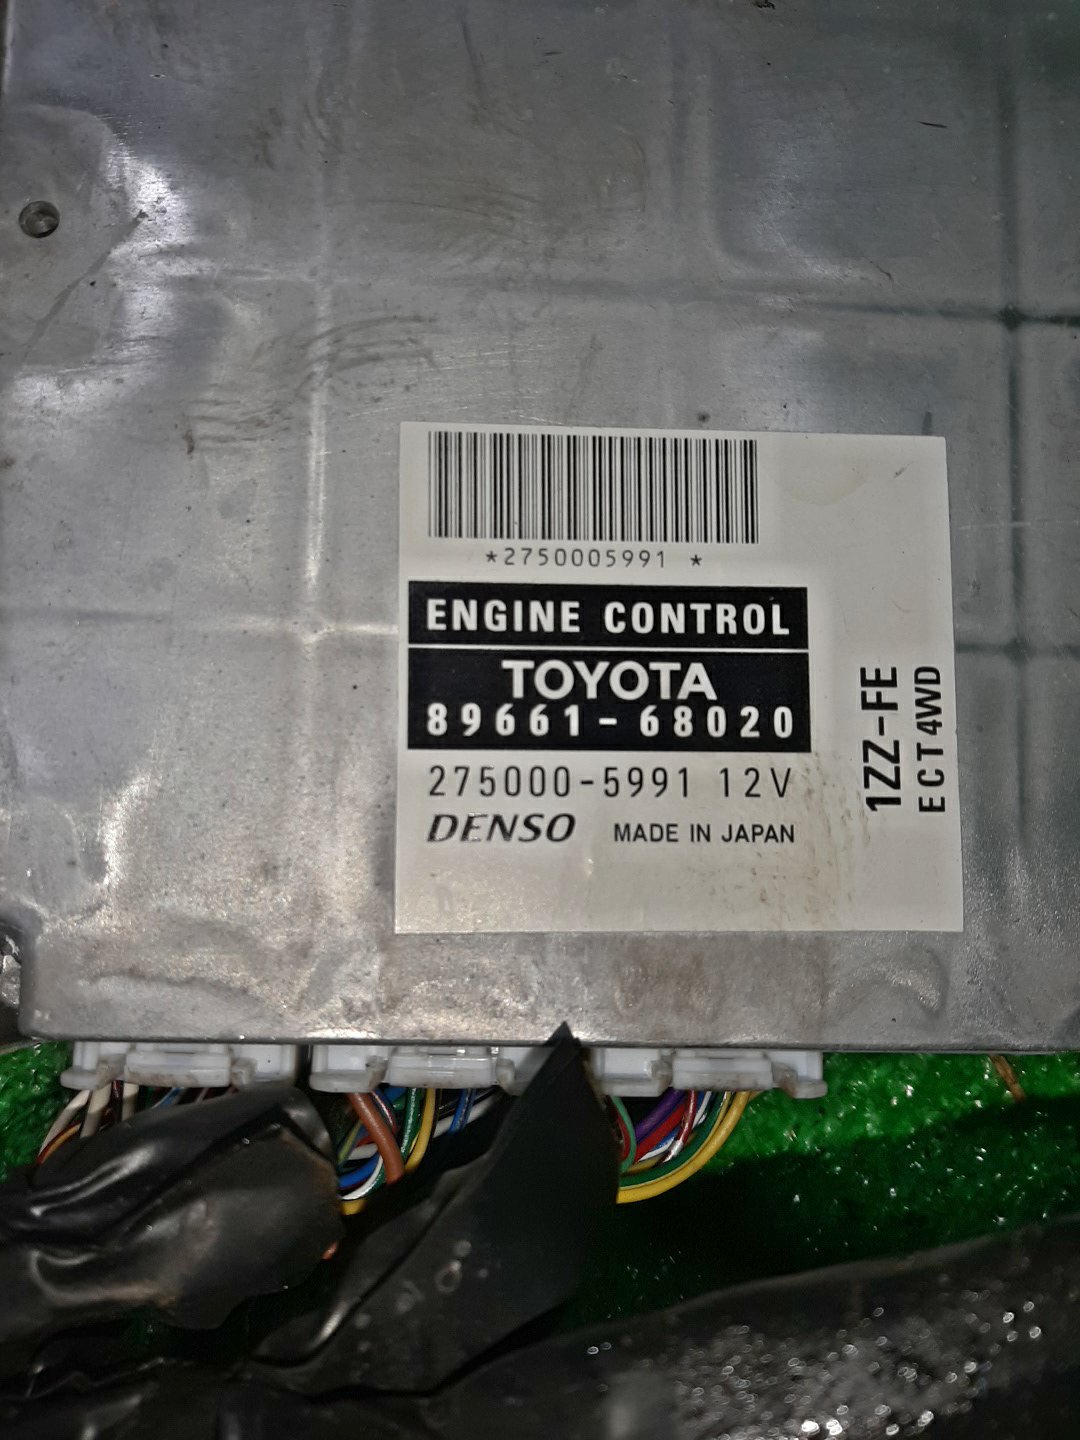 *2750005991 *
ENGINE CONTROL
TOYOTA
89661-68020
275000-5991 12V
DENSO MADE IN JAPAN
1ZZ-FE
ECT4WD